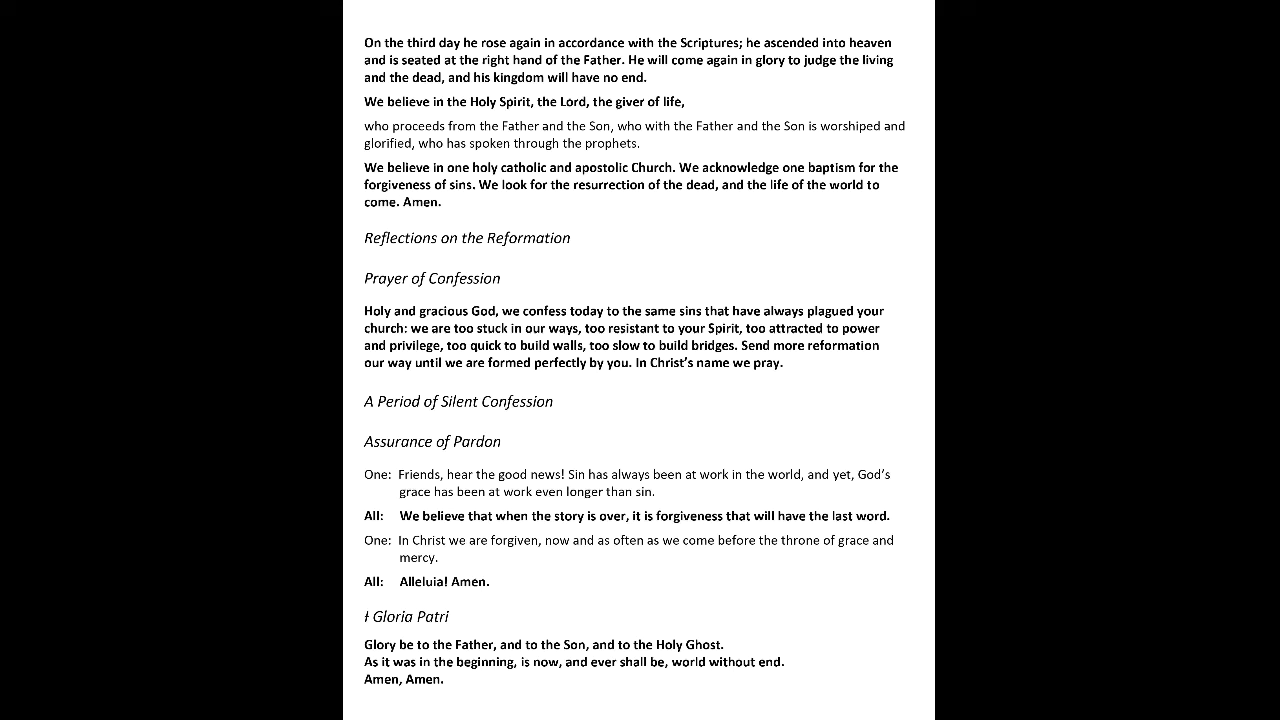 On the third day he rose again in accordance with the Scriptures; he ascended into heaven
and is seated at the right hand of the Father. He will come again in glory to judge the living
and the dead, and his kingdom will have no end.
We believe in the Holy Spirit, the Lord, the giver of life,
who proceeds from the Father and the Son, who with the Father and the Son is worshiped and
glorified, who has spoken through the prophets.
We believe in one holy catholic and apostolic Church. We acknowledge one baptism for the
forgiveness of sins. We look for the resurrection of the dead, and the life of the world to
come. Amen.
Reflections on the Reformation
Prayer of Confession
Holy and gracious God, we confess today to the same sins that have always plagued your
church: we are too stuck in our ways, too resistant to your Spirit, too attracted to power
and privilege, too quick to build walls, too slow to build bridges. Send more reformation
our way until we are formed perfectly by you. In Christ’s name we pray.
A Period of Silent Confession
Assurance of Pardon
One: Friends, hear the good news! Sin has always been at work in the world, and yet, God’s
grace has been at work even longer than sin.
All: We believe that when the story is over, it is forgiveness that will have the last word.
One: In Christ we are forgiven, now and as often as we come before the throne of grace and
mercy.
All: Alleluia! Amen.
ƚ Gloria Patri
Glory be to the Father, and to the Son, and to the Holy Ghost.
As it was in the beginning, is now, and ever shall be, world without end.
Amen, Amen.